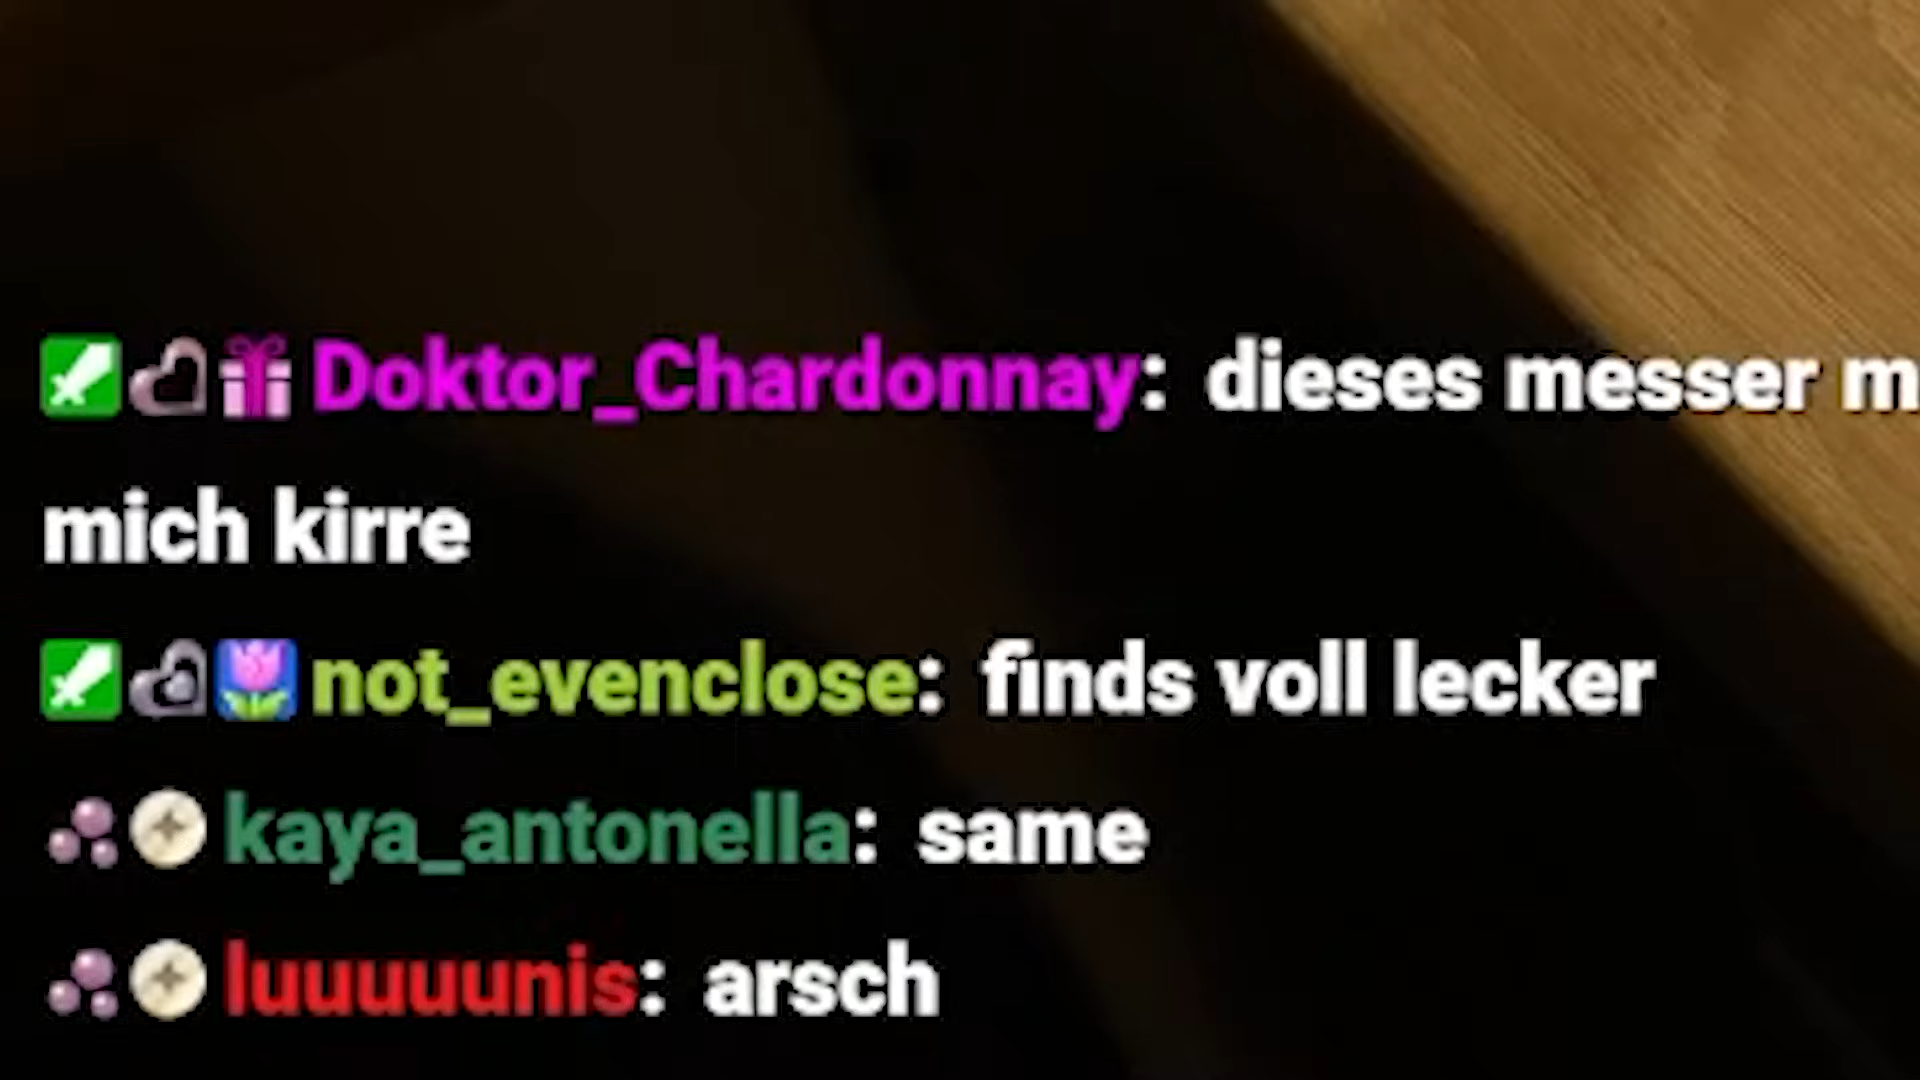 Doktor_Chardonnay: dieses messer m
mich kirre
not_evenclose: finds voll lecker
kaya_antonella: same
luuuuunis: arsch